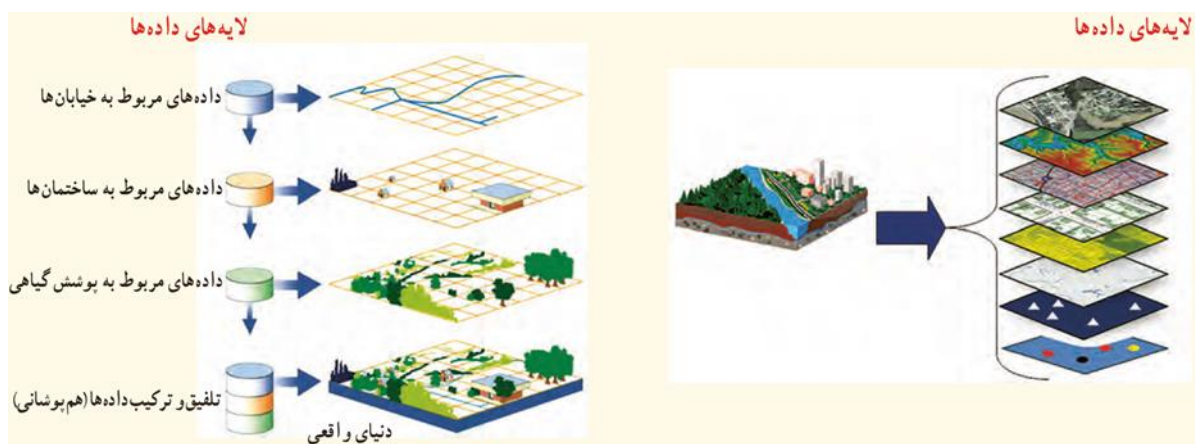 لایه‌های داده‌ها
لایه‌های داده‌ها
داده‌های مربوط به خیابان‌ها
داده‌های مربوط به ساختمان‌ها
داده‌های مربوط به پوشش گیاهی
تلفیق و ترکیب داده‌ها (هم‌پوشانی)
دنیای واقعی